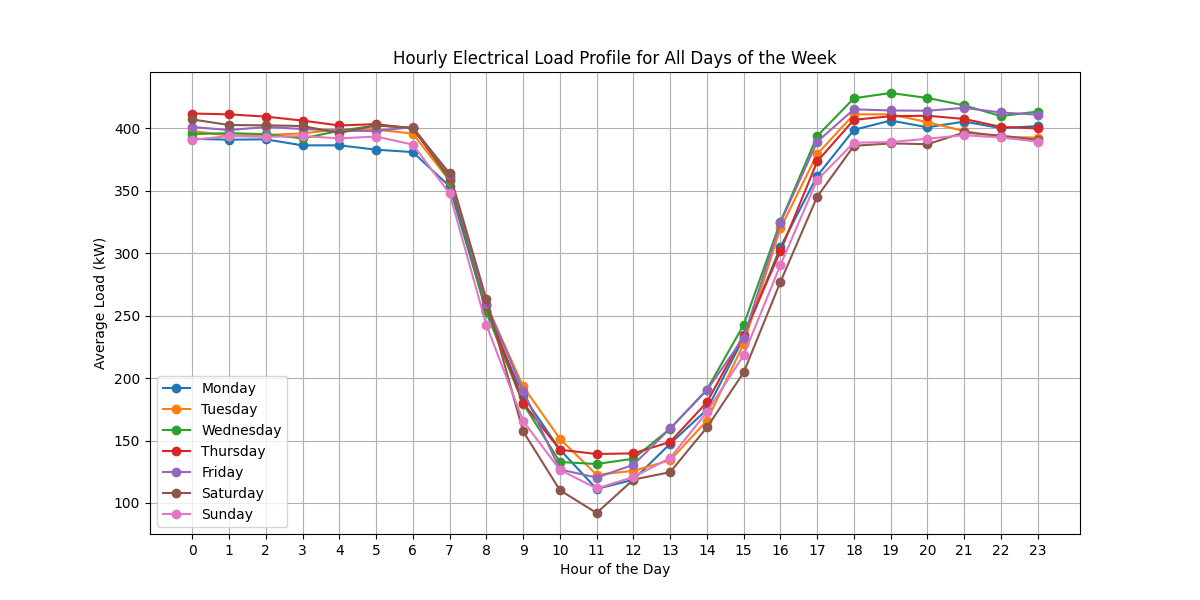 Hourly Electrical Load Profile for All Days of the Week
Average Load (kW)
400
350
300
250
200
150
100
Monday
Tuesday
Wednesday
Thursday
Friday
Saturday
Sunday
0 1 2 3 4 5 6 7 8 9 10 11 12 13 14 15 16 17 18 19 20 21 22 23
Hour of the Day